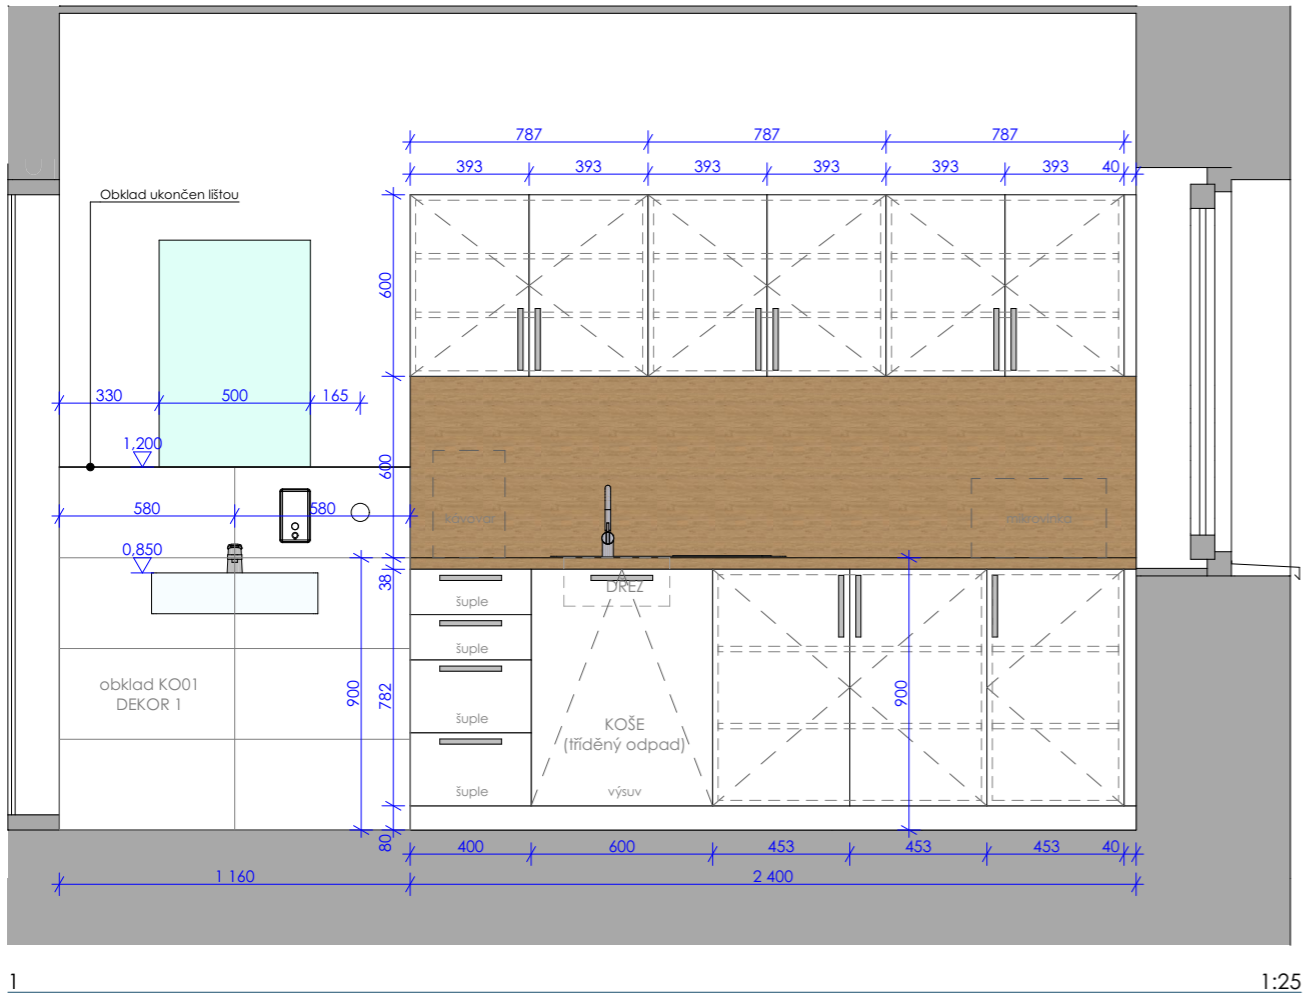 787 787 787
393 393 393 393 393 393 40
Obklad ukončen lištou
600
330 500 165
1,200
600
580 580
kávovar
mikrovlnka
0,850
38
DŘEZ
šuple
šuple
obklad KO01
DEKOR 1
900
782
900
šuple
KOŠE
(tříděný odpad)
šuple
výsuv
80
400 600 453 453 453 40
1 160 2 400
1 1:25